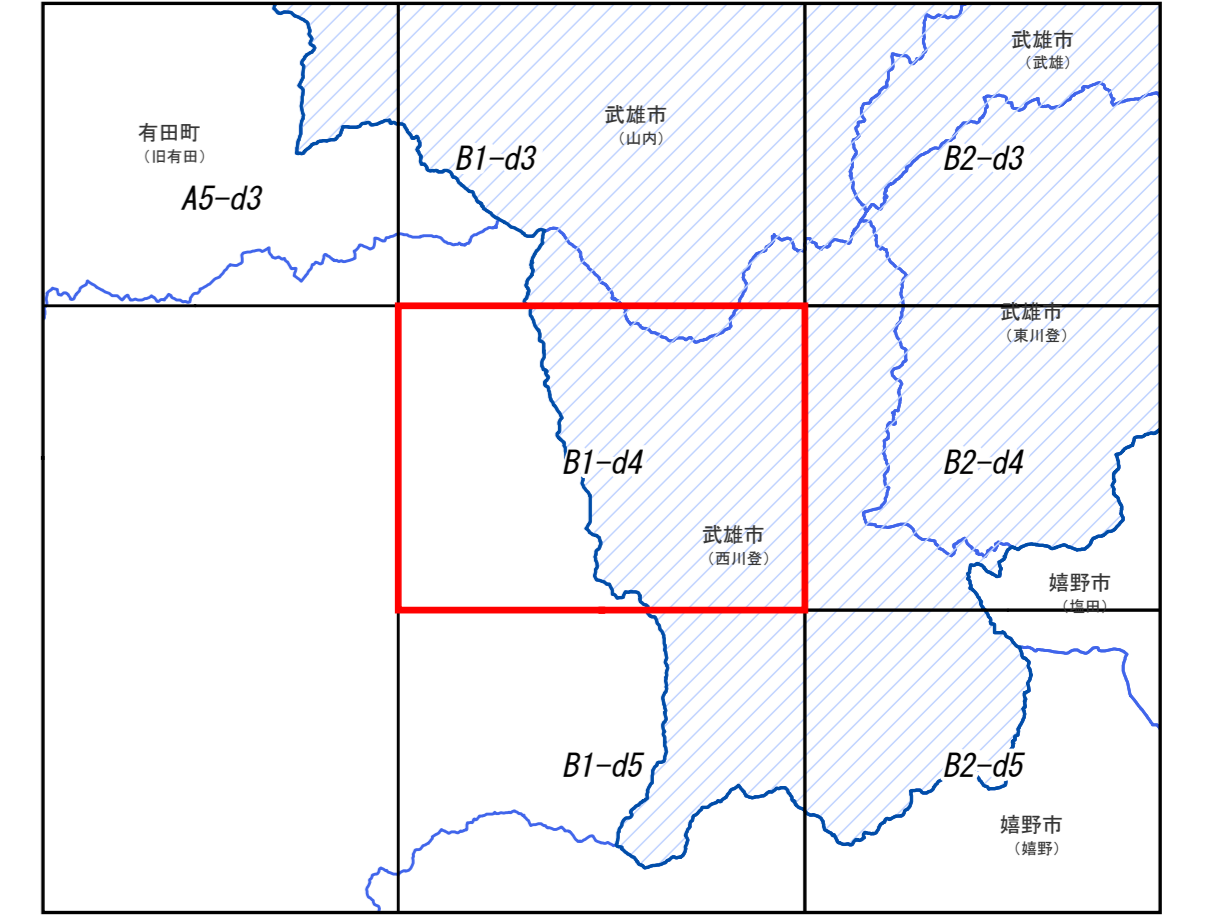 武雄市
（武雄）
武雄市
（山内）
有田町
（旧有田）
B1-d3
B2-d3
A5-d3
武雄市
（東川登）
B1-d4
B2-d4
武雄市
（西川登）
嬉野市
（塩田）
B1-d5
B2-d5
嬉野市
（嬉野）